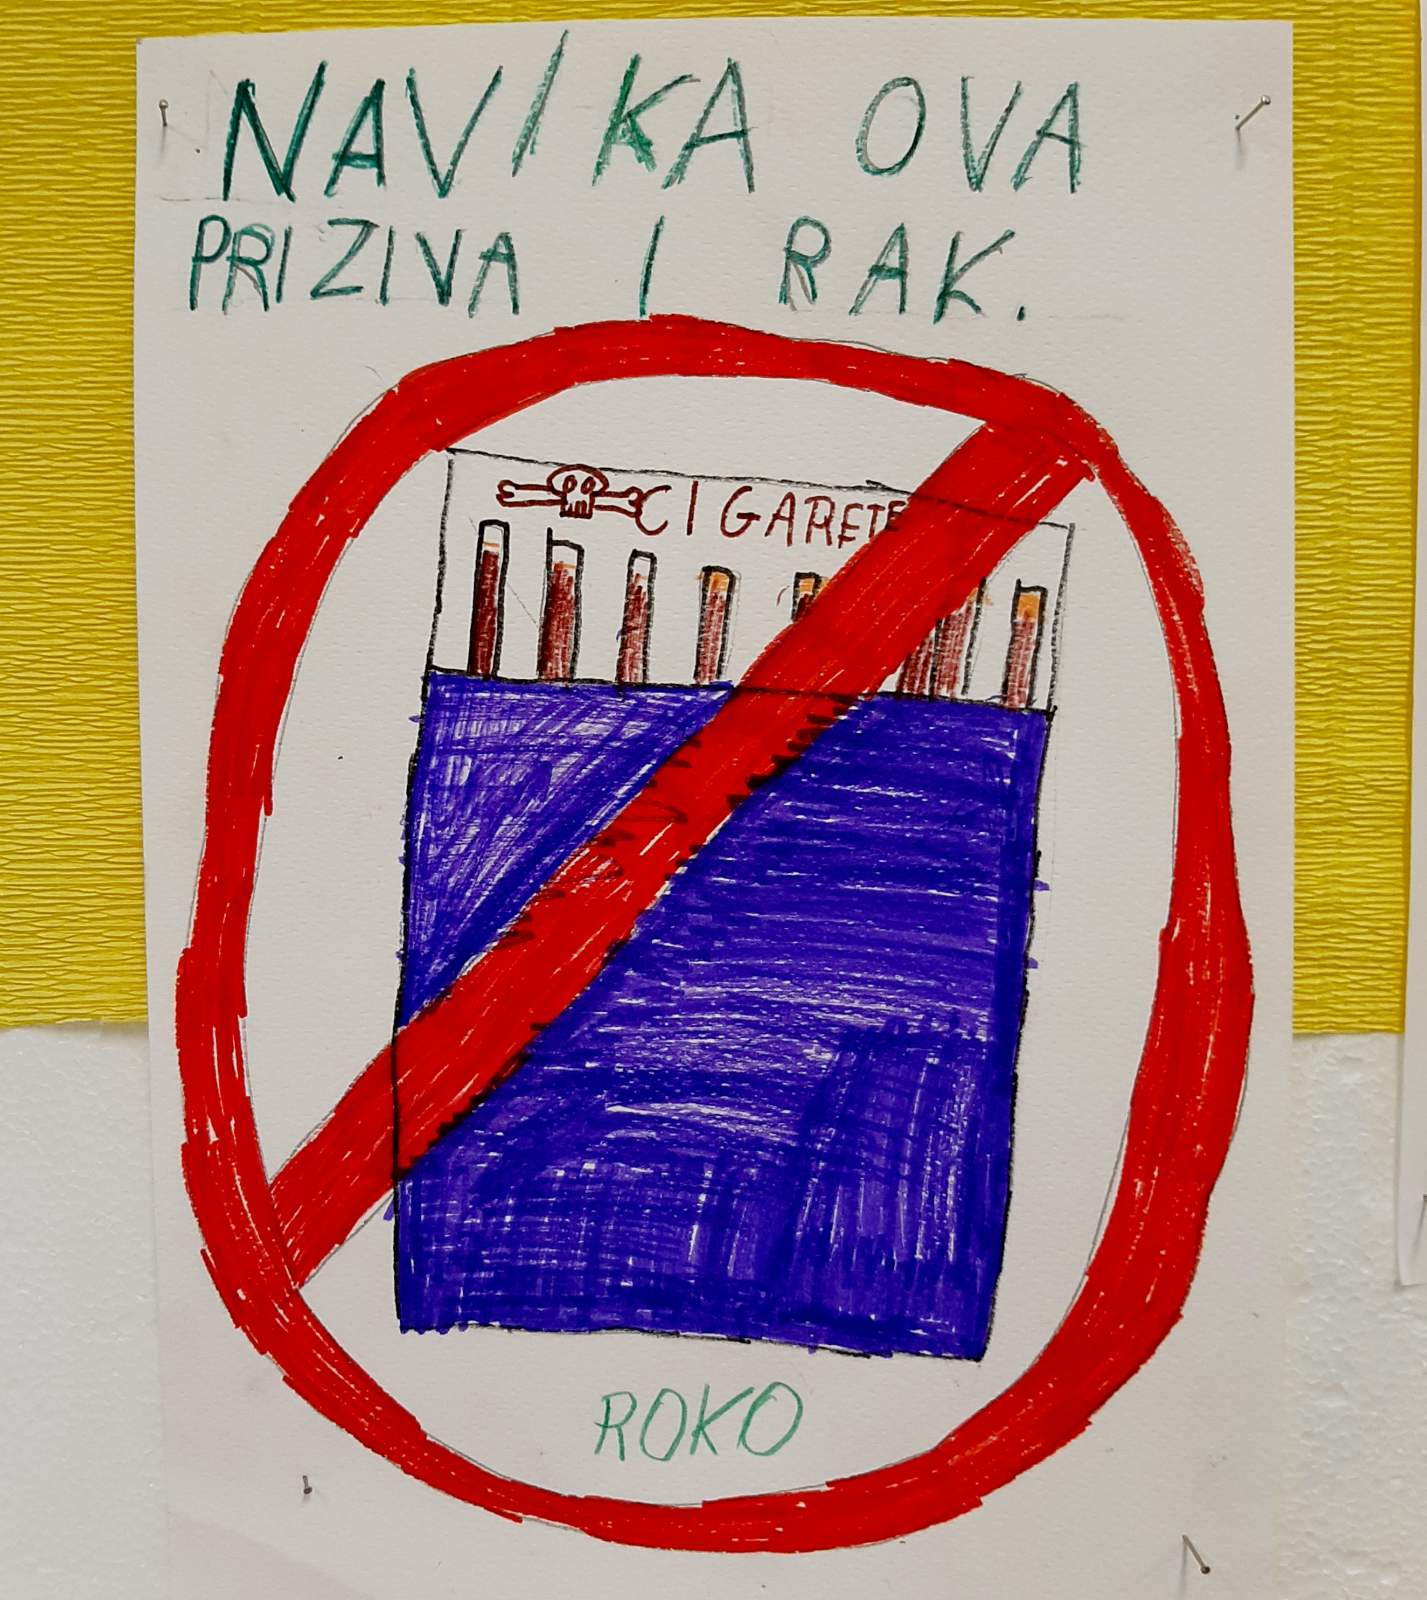 NAVIKA OVA
PRIZIVA I RAK.
CIGARETE
ROKO